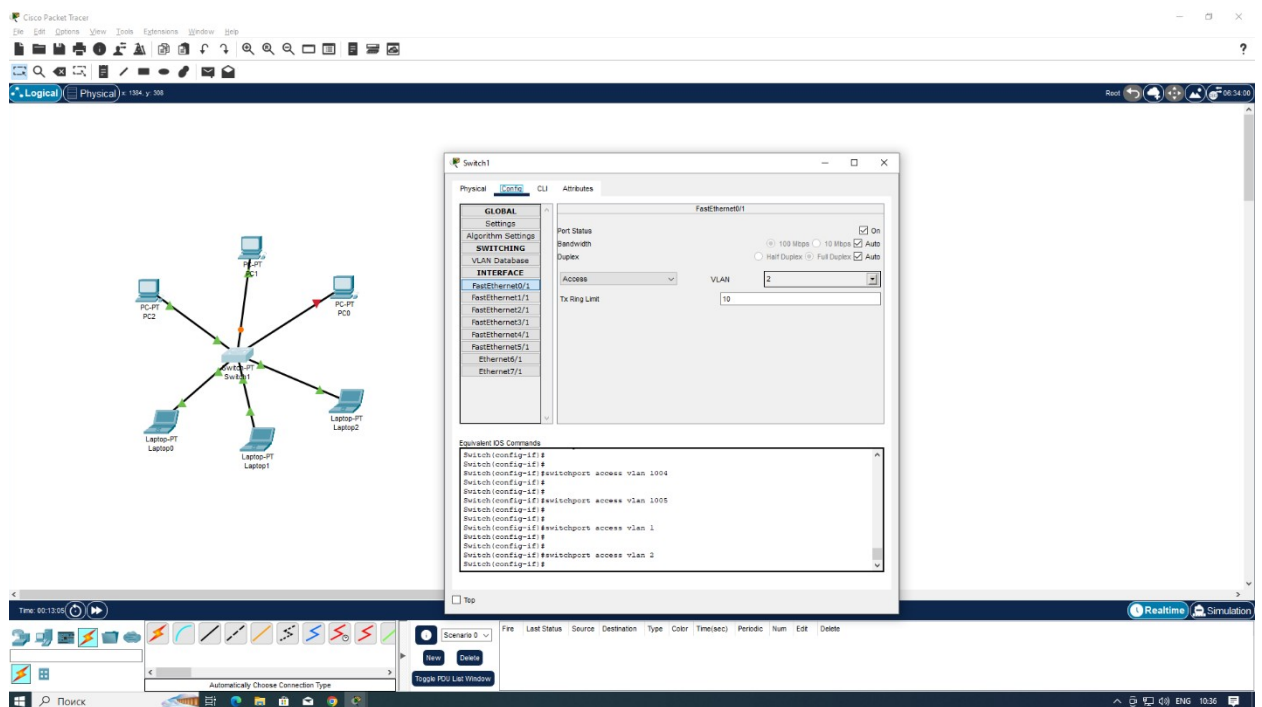 Cisco Packet Tracer
File Edit Options View Tools Extensions Window Help
?
Logical Physical x: 1384, y: 308 Root 06:34:00
Switch1
Physical Config CLI Attributes
GLOBAL
Settings
Algorithm Settings
SWITCHING
VLAN Database
INTERFACE
FastEthernet0/1
FastEthernet1/1
FastEthernet2/1
FastEthernet3/1
FastEthernet4/1
FastEthernet5/1
Ethernet6/1
Ethernet7/1
FastEthernet0/1
Port Status On
Bandwidth 100 Mbps 10 Mbps Auto
Duplex Half Duplex Full Duplex Auto
Access VLAN 2
Tx Ring Limit 10
PC-PT
PC1
PC-PT
PC2
PC-PT
PC0
Switch-PT
Switch1
Laptop-PT
Laptop2
Laptop-PT
Laptop0
Laptop-PT
Laptop1
Equivalent IOS Commands
Switch(config-if)#
Switch(config-if)#
Switch(config-if)#switchport access vlan 1004
Switch(config-if)#
Switch(config-if)#
Switch(config-if)#switchport access vlan 1005
Switch(config-if)#
Switch(config-if)#
Switch(config-if)#switchport access vlan 1
Switch(config-if)#
Switch(config-if)#
Switch(config-if)#switchport access vlan 2
Switch(config-if)#
Top
Time: 00:13:05 Realtime Simulation
Scenario 0
New Delete
Toggle PDU List Window
Fire Last Status Source Destination Type Color Time(sec) Periodic Num Edit Delete
Automatically Choose Connection Type
Поиск ENG 10:36